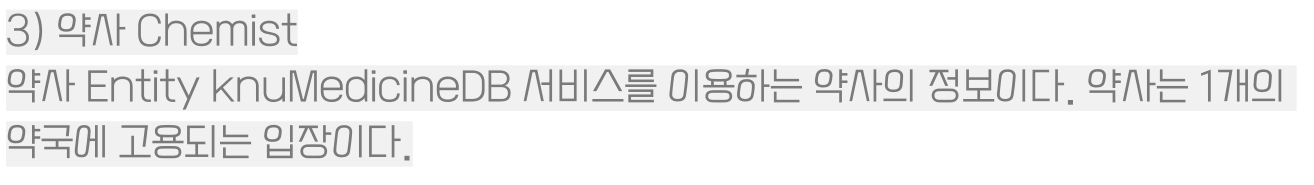 3) 약사 Chemist
약사 Entity knuMedicineDB 서비스를 이용하는 약사의 정보이다. 약사는 1개의
약국에 고용되는 입장이다.